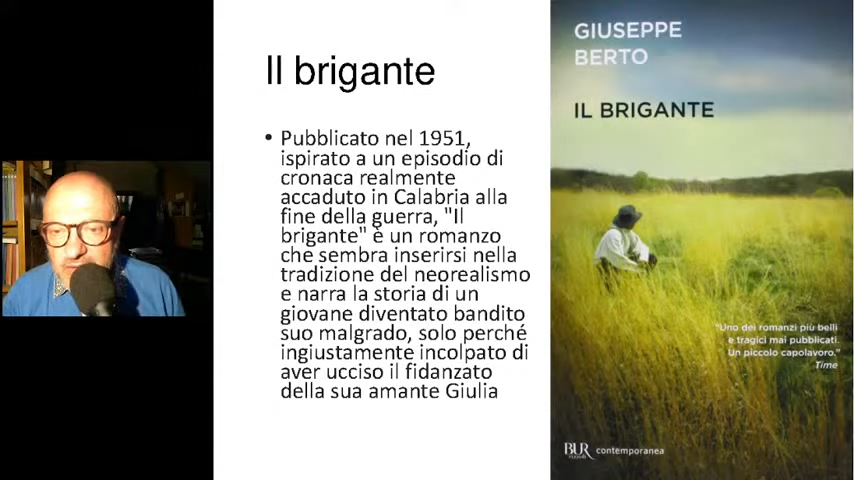 Il brigante
• Pubblicato nel 1951,
ispirato a un episodio di
cronaca realmente
accaduto in Calabria alla
fine della guerra, "Il
brigante" è un romanzo
che sembra inserirsi nella
tradizione del neorealismo
e narra la storia di un
giovane diventato bandito
suo malgrado, solo perché
ingiustamente incolpato di
aver ucciso il fidanzato
della sua amante Giulia
GIUSEPPE
BERTO
IL BRIGANTE
"Uno dei romanzi più belli
e tragici mai pubblicati.
Un piccolo capolavoro."
Time
BUR contemporanea